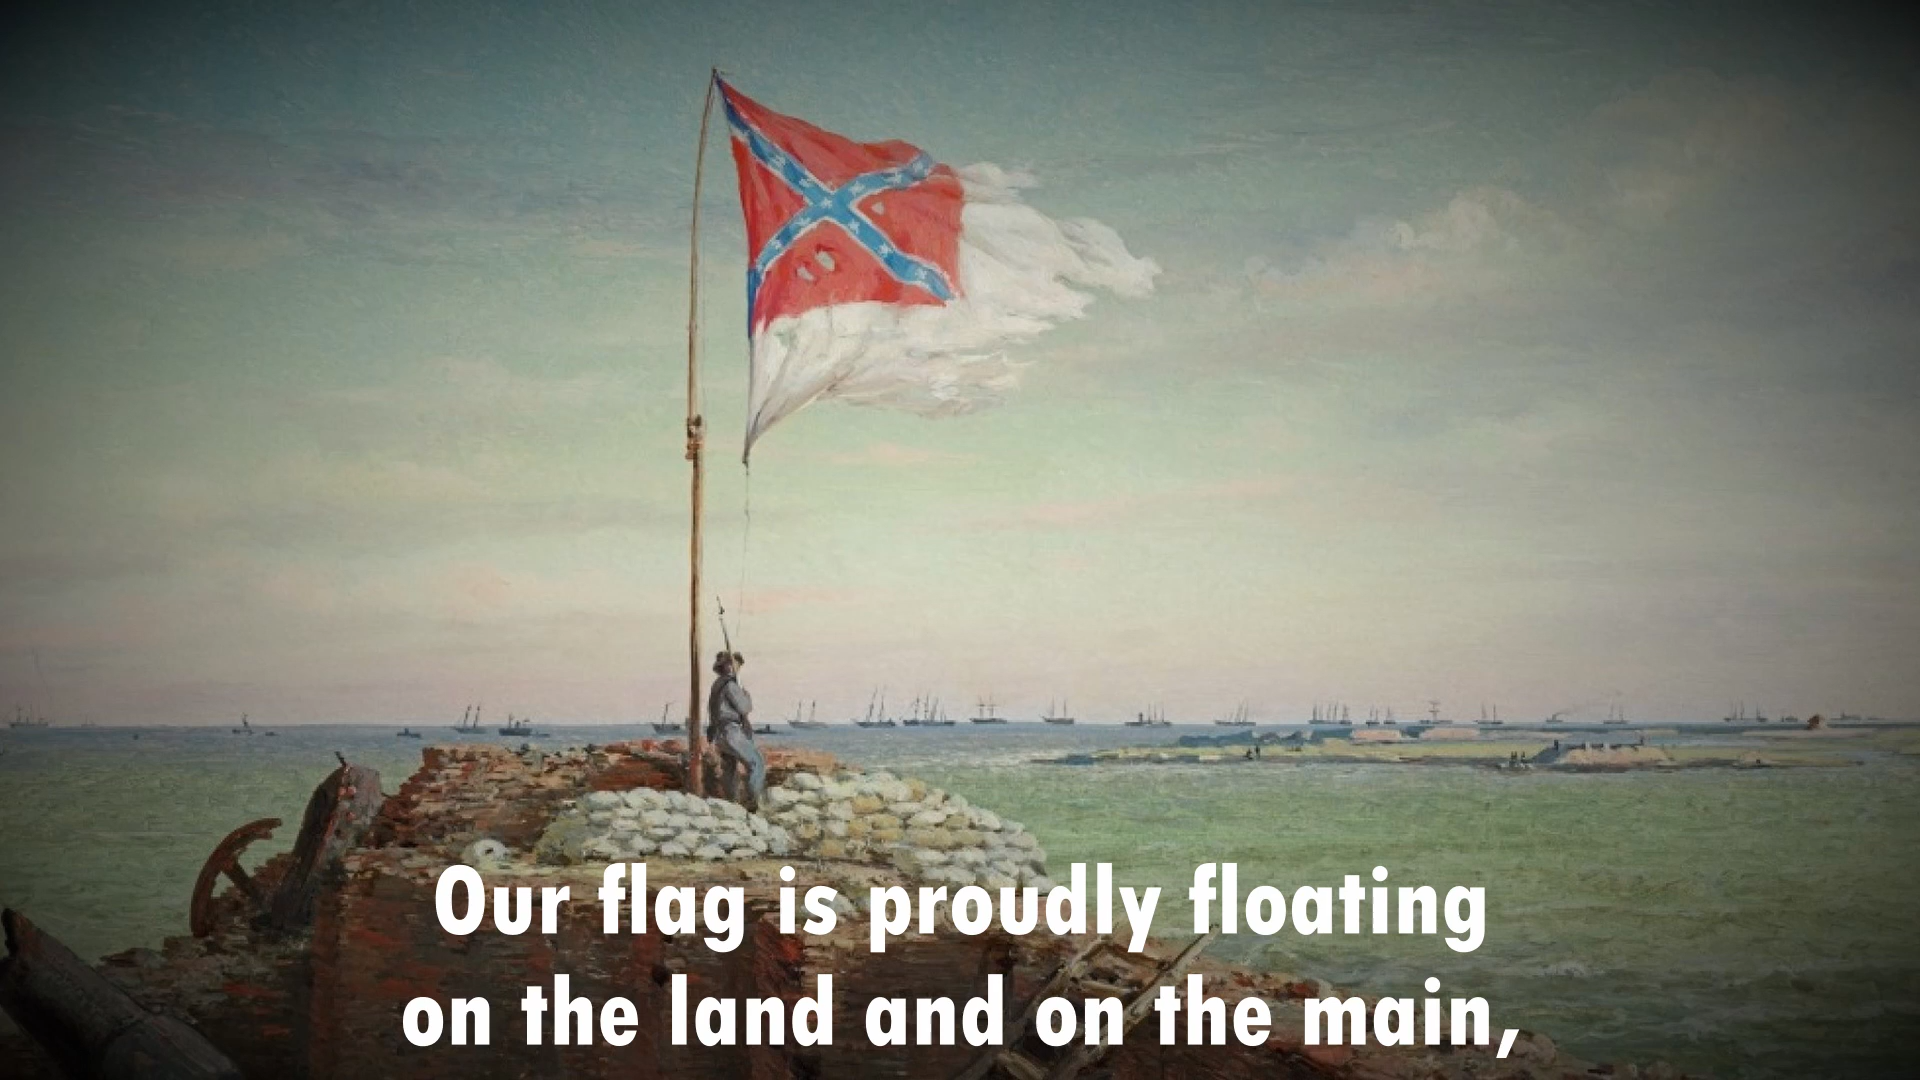 Our flag is proudly floating
on the land and on the main,